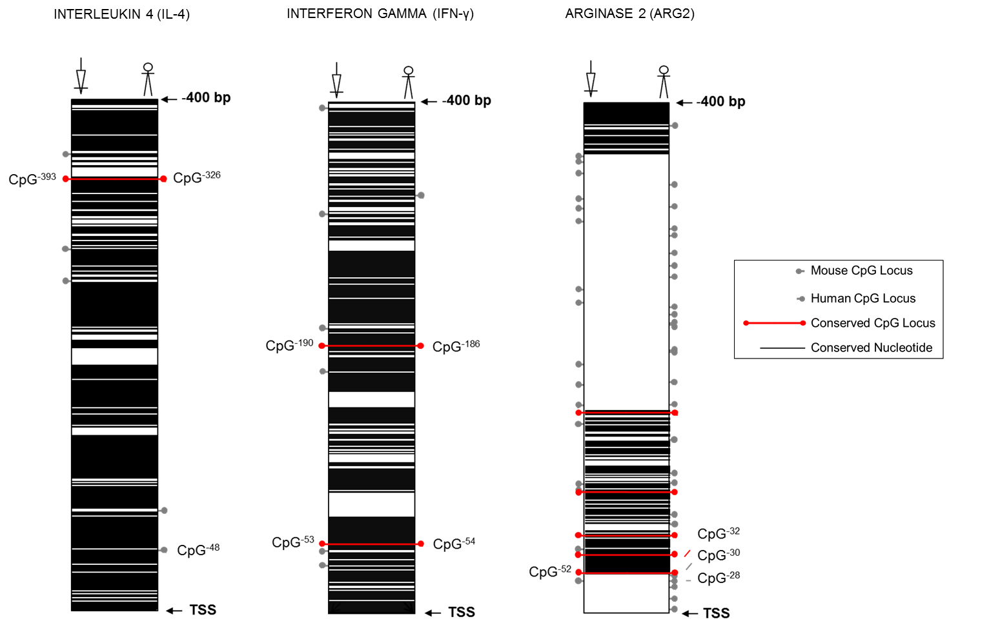 INTERLEUKIN 4 (IL-4)
INTERFERON GAMMA (IFN-γ)
ARGINASE 2 (ARG2)
-400 bp
-400 bp
-400 bp
CpG-393
CpG-326
CpG-190
CpG-186
CpG-53
CpG-54
CpG-48
CpG-32
CpG-30
CpG-52
CpG-28
TSS
TSS
TSS
Mouse CpG Locus
Human CpG Locus
Conserved CpG Locus
Conserved Nucleotide